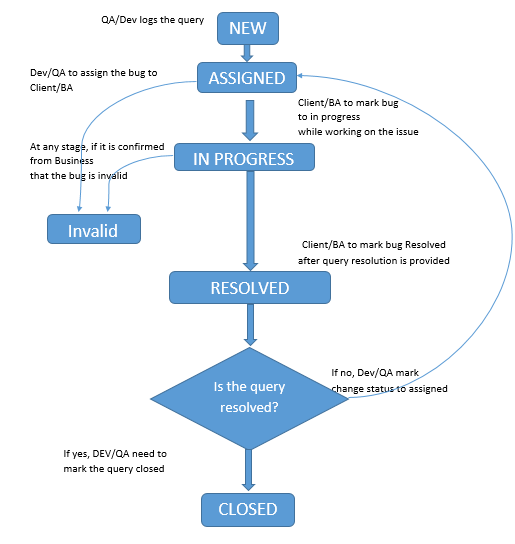 QA/Dev logs the query
NEW
Dev/QA to assign the bug to
Client/BA
ASSIGNED
Client/BA to mark bug
to in progress
while working on the issue
At any stage, if it is confirmed
from Business
that the bug is invalid
IN PROGRESS
Invalid
Client/BA to mark bug Resolved
after query resolution is provided
RESOLVED
Is the query
resolved?
If no, Dev/QA mark
change status to assigned
If yes, DEV/QA need to
mark the query closed
CLOSED